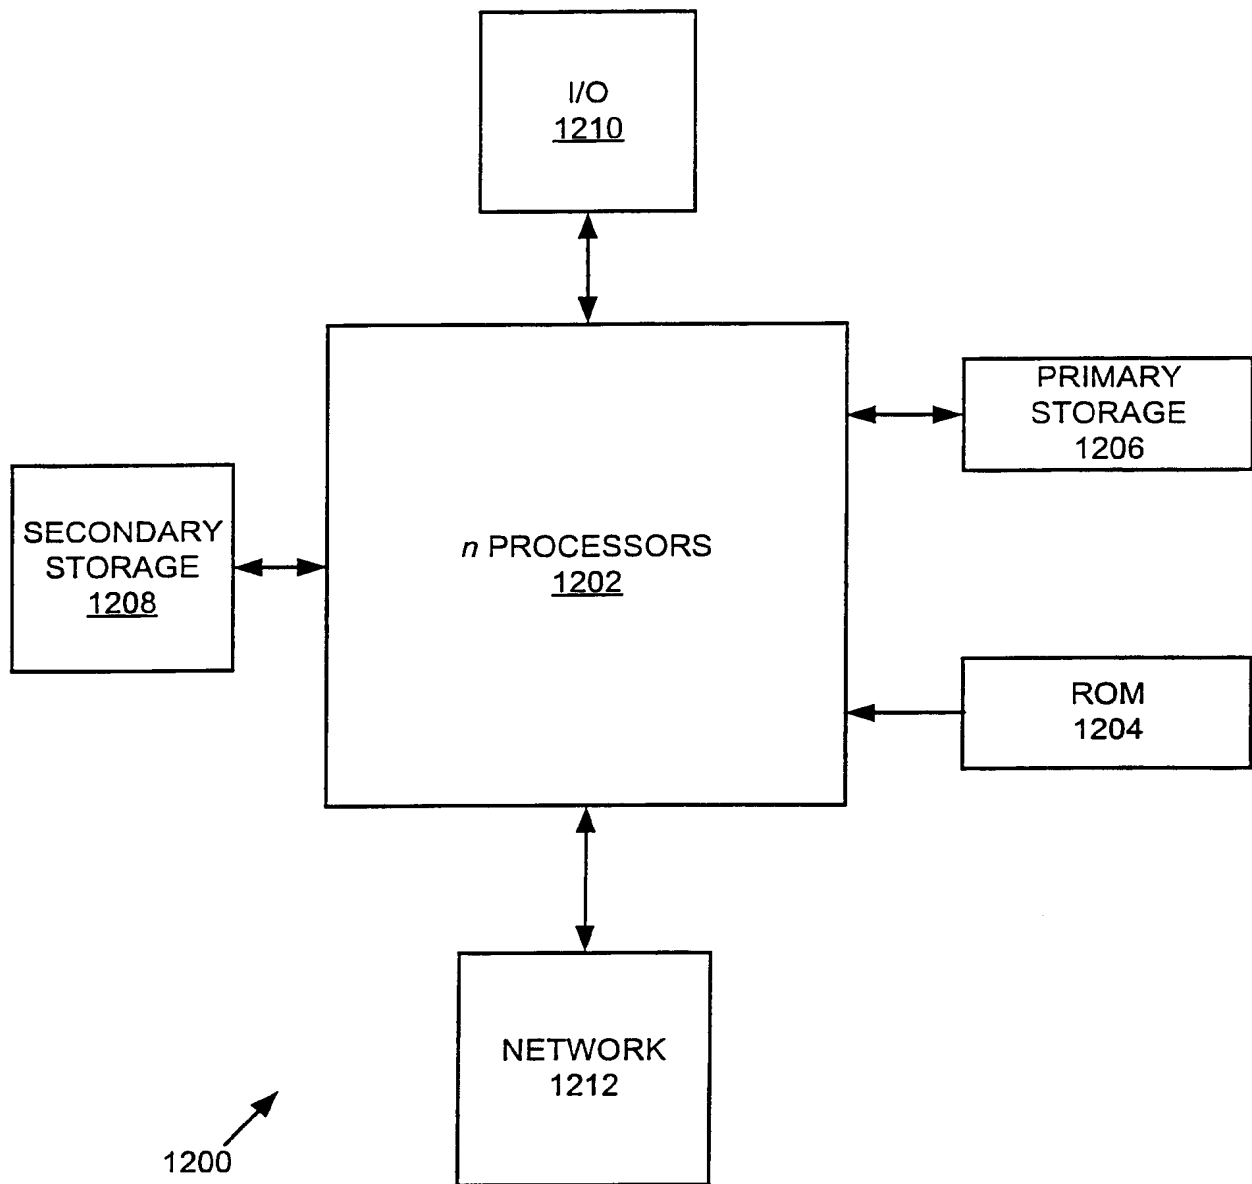 I/O
1210
PRIMARY
STORAGE
1206
SECONDARY
STORAGE
1208
n PROCESSORS
1202
ROM
1204
NETWORK
1212
1200